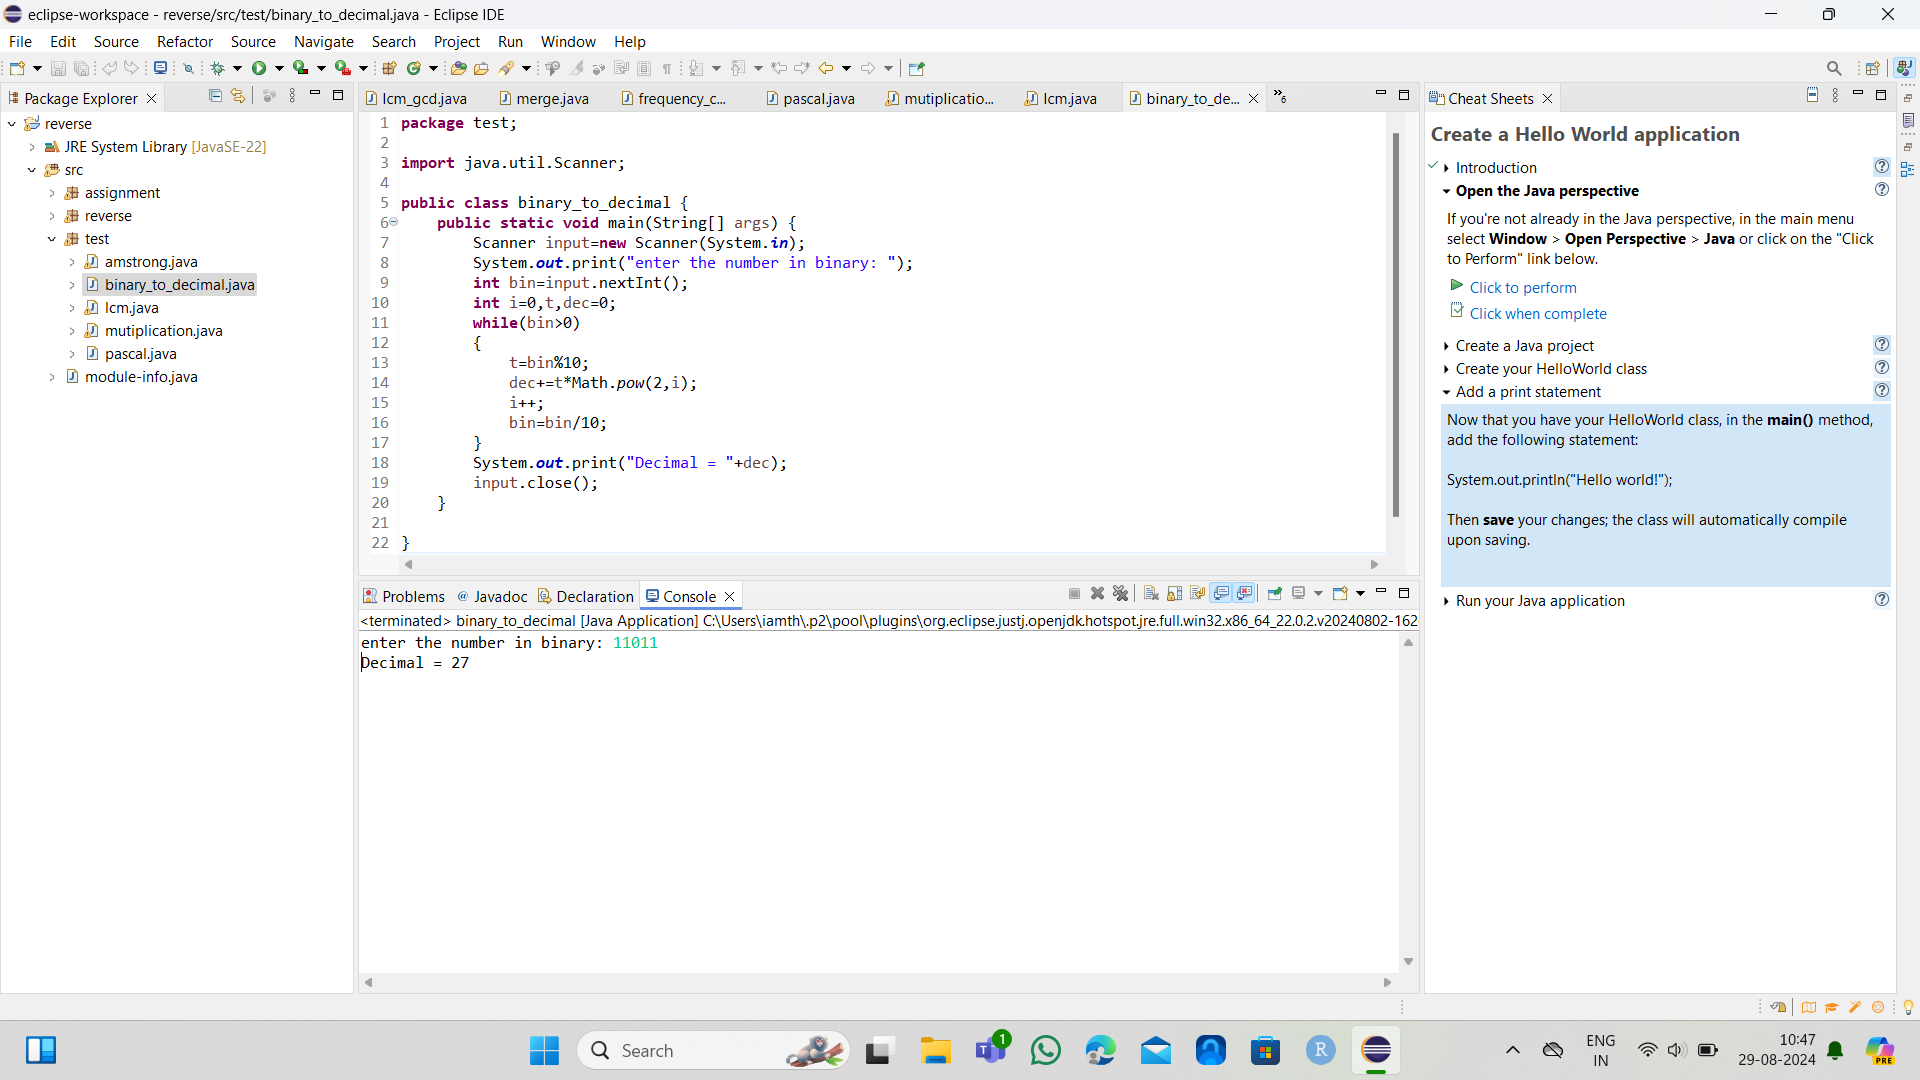 eclipse-workspace - reverse/src/test/binary_to_decimal.java - Eclipse IDE
File Edit Source Refactor Source Navigate Search Project Run Window Help
Package Explorer
reverse
JRE System Library [JavaSE-22]
src
assignment
reverse
test
amstrong.java
binary_to_decimal.java
lcm.java
mutiplication.java
pascal.java
module-info.java
lcm_gcd.java merge.java frequency_c... pascal.java mutiplicatio... lcm.java binary_to_de... »6
1 package test;
2
3 import java.util.Scanner;
4
5 public class binary_to_decimal {
6 public static void main(String[] args) {
7 Scanner input=new Scanner(System.in);
8 System.out.print("enter the number in binary: ");
9 int bin=input.nextInt();
10 int i=0,t,dec=0;
11 while(bin>0)
12 {
13 t=bin%10;
14 dec+=t*Math.pow(2,i);
15 i++;
16 bin=bin/10;
17 }
18 System.out.print("Decimal = "+dec);
19 input.close();
20 }
21
22 }
Problems @ Javadoc Declaration Console
<terminated> binary_to_decimal [Java Application] C:\Users\iamth\.p2\pool\plugins\org.eclipse.justj.openjdk.hotspot.jre.full.win32.x86_64_22.0.2.v20240802-162
enter the number in binary: 11011
Decimal = 27
Cheat Sheets
Create a Hello World application
Introduction
Open the Java perspective
If you're not already in the Java perspective, in the main menu
select Window > Open Perspective > Java or click on the "Click
to Perform" link below.
Click to perform
Click when complete
Create a Java project
Create your HelloWorld class
Add a print statement
Now that you have your HelloWorld class, in the main() method,
add the following statement:
System.out.println("Hello world!");
Then save your changes; the class will automatically compile
upon saving.
Run your Java application
Search
1
R
ENG
IN
10:47
29-08-2024
PRE